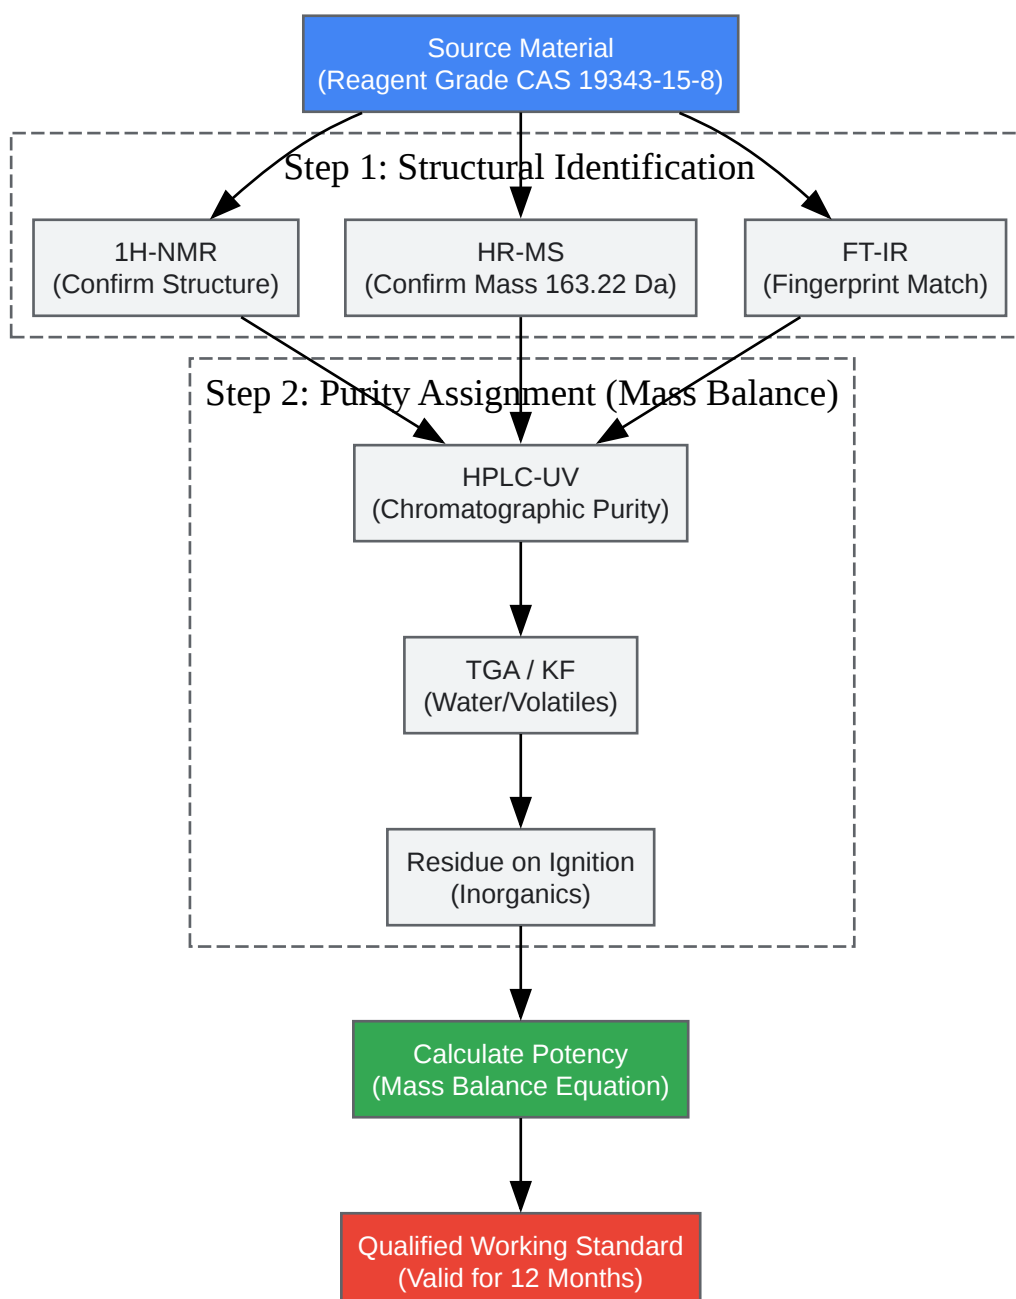 Source Material
(Reagent Grade CAS 19343-15-8)
Step 1: Structural Identification
1H-NMR
(Confirm Structure)
HR-MS
(Confirm Mass 163.22 Da)
FT-IR
(Fingerprint Match)
Step 2: Purity Assignment (Mass Balance)
HPLC-UV
(Chromatographic Purity)
TGA / KF
(Water/Volatiles)
Residue on Ignition
(Inorganics)
Calculate Potency
(Mass Balance Equation)
Qualified Working Standard
(Valid for 12 Months)